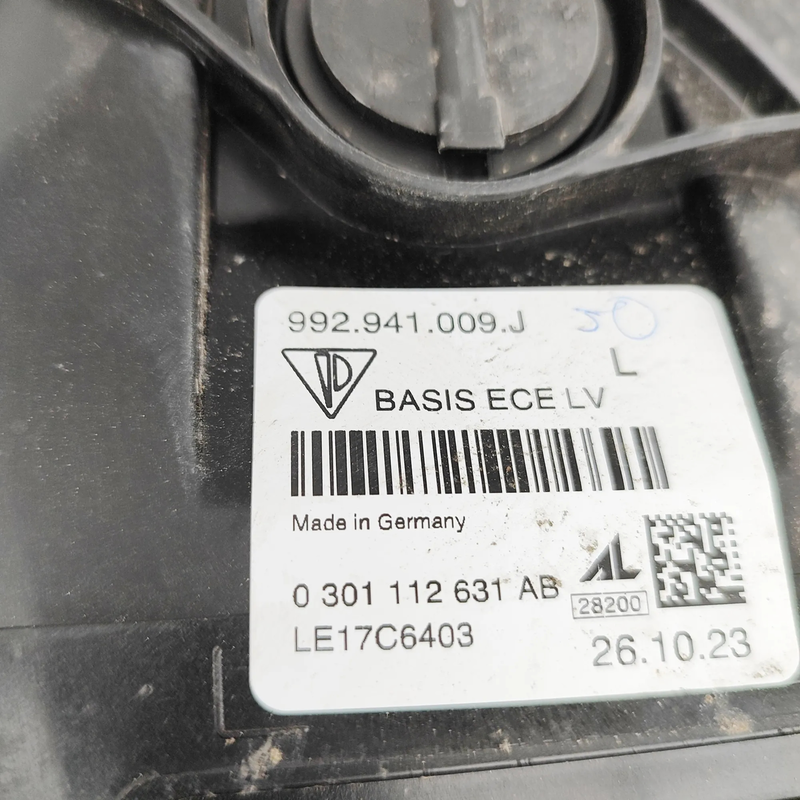 992.941.009.J
50
L
BASIS ECE LV
Made in Germany
0 301 112 631 AB
AL
28200
LE17C6403
26.10.23